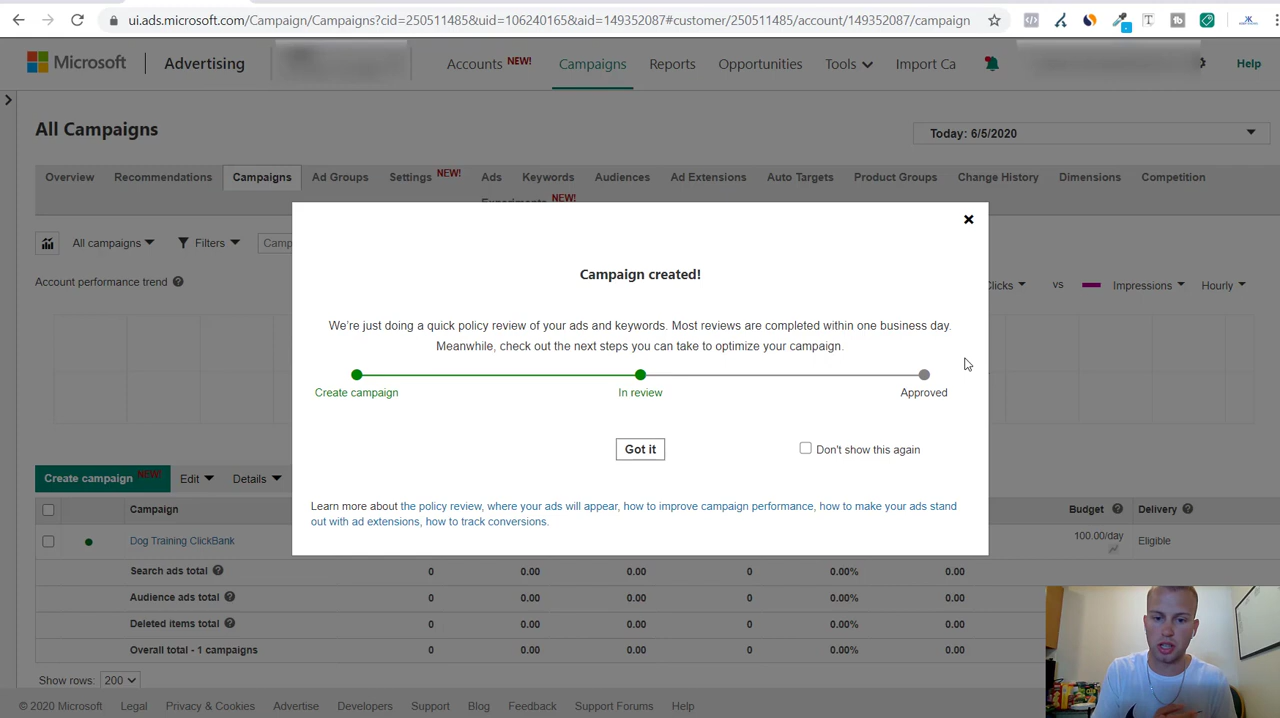 ui.ads.microsoft.com/Campaign/Campaigns?cid=250511485&uid=106240165&aid=149352087#customer/250511485/account/149352087/campaign
Microsoft Advertising Accounts NEW! Campaigns Reports Opportunities Tools Import Ca Help
All Campaigns
Today: 6/5/2020
Overview Recommendations Campaigns Ad Groups Settings NEW! Ads Keywords Audiences Ad Extensions Auto Targets Product Groups Change History Dimensions Competition
Experiments NEW!
All campaigns Filters Camp
Account performance trend
Clicks vs Impressions Hourly
Campaign created!
We're just doing a quick policy review of your ads and keywords. Most reviews are completed within one business day.
Meanwhile, check out the next steps you can take to optimize your campaign.
Create campaign In review Approved
Got it Don't show this again
Learn more about the policy review, where your ads will appear, how to improve campaign performance, how to make your ads stand
out with ad extensions, how to track conversions.
Create campaign NEW! Edit Details
Campaign Budget Delivery
Dog Training ClickBank 100.00/day Eligible
Search ads total 0 0.00 0.00 0 0.00% 0.00
Audience ads total 0 0.00 0.00 0 0.00% 0.00
Deleted items total 0 0.00 0.00 0 0.00% 0.00
Overall total - 1 campaigns 0 0.00 0.00 0 0.00% 0.00
Show rows: 200
© 2020 Microsoft Legal Privacy & Cookies Advertise Developers Support Blog Feedback Support Forums Help